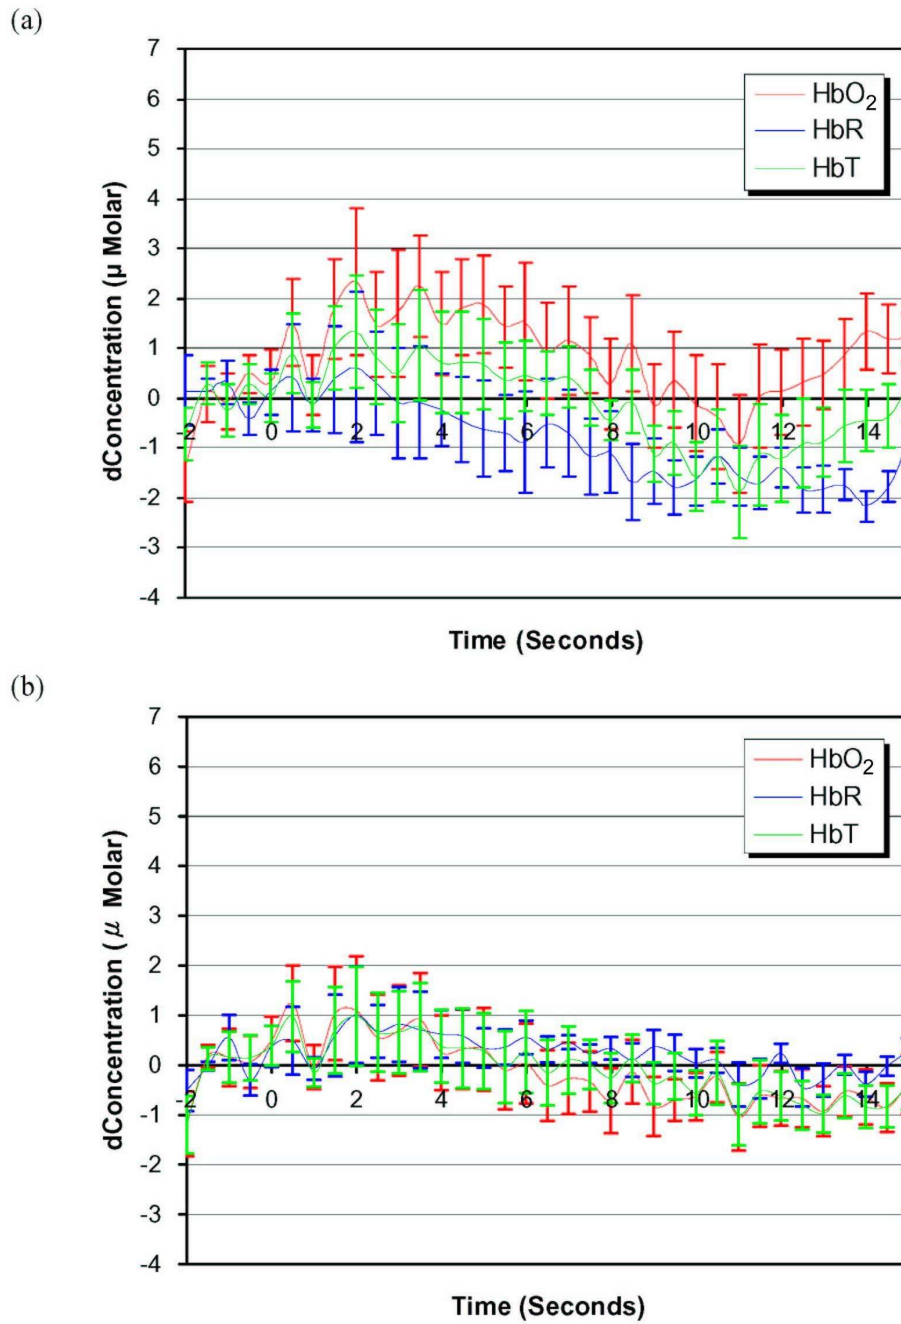 (a)
7
6
5
4
3
2
1
0
-1
-2
-3
-4
dConcentration (µ Molar)
HbO₂
HbR
HbT
-2 0 2 4 6 8 10 12 14
Time (Seconds)
(b)
7
6
5
4
3
2
1
0
-1
-2
-3
-4
dConcentration (μ Molar)
HbO₂
HbR
HbT
-2 0 2 4 6 8 10 12 14
Time (Seconds)